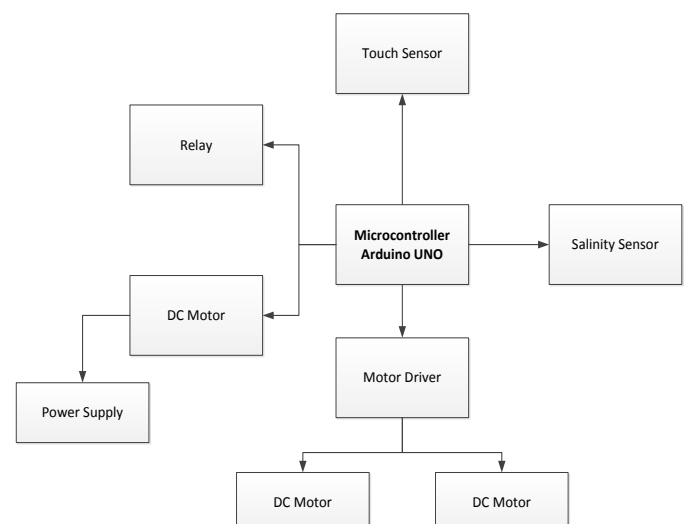 Touch Sensor
Relay
Microcontroller
Arduino UNO
Salinity Sensor
DC Motor
Motor Driver
Power Supply
DC Motor
DC Motor